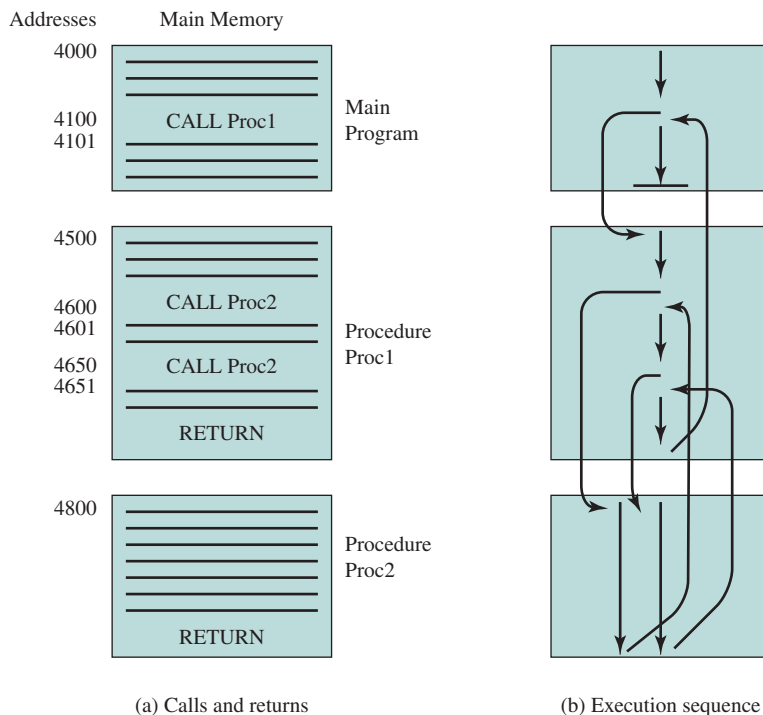 Addresses Main Memory
4000
4100 CALL Proc1
4101
Main
Program
4500
CALL Proc2
4600
4601
Procedure
Proc1
4650 CALL Proc2
4651
RETURN
4800
Procedure
Proc2
RETURN
(a) Calls and returns
(b) Execution sequence